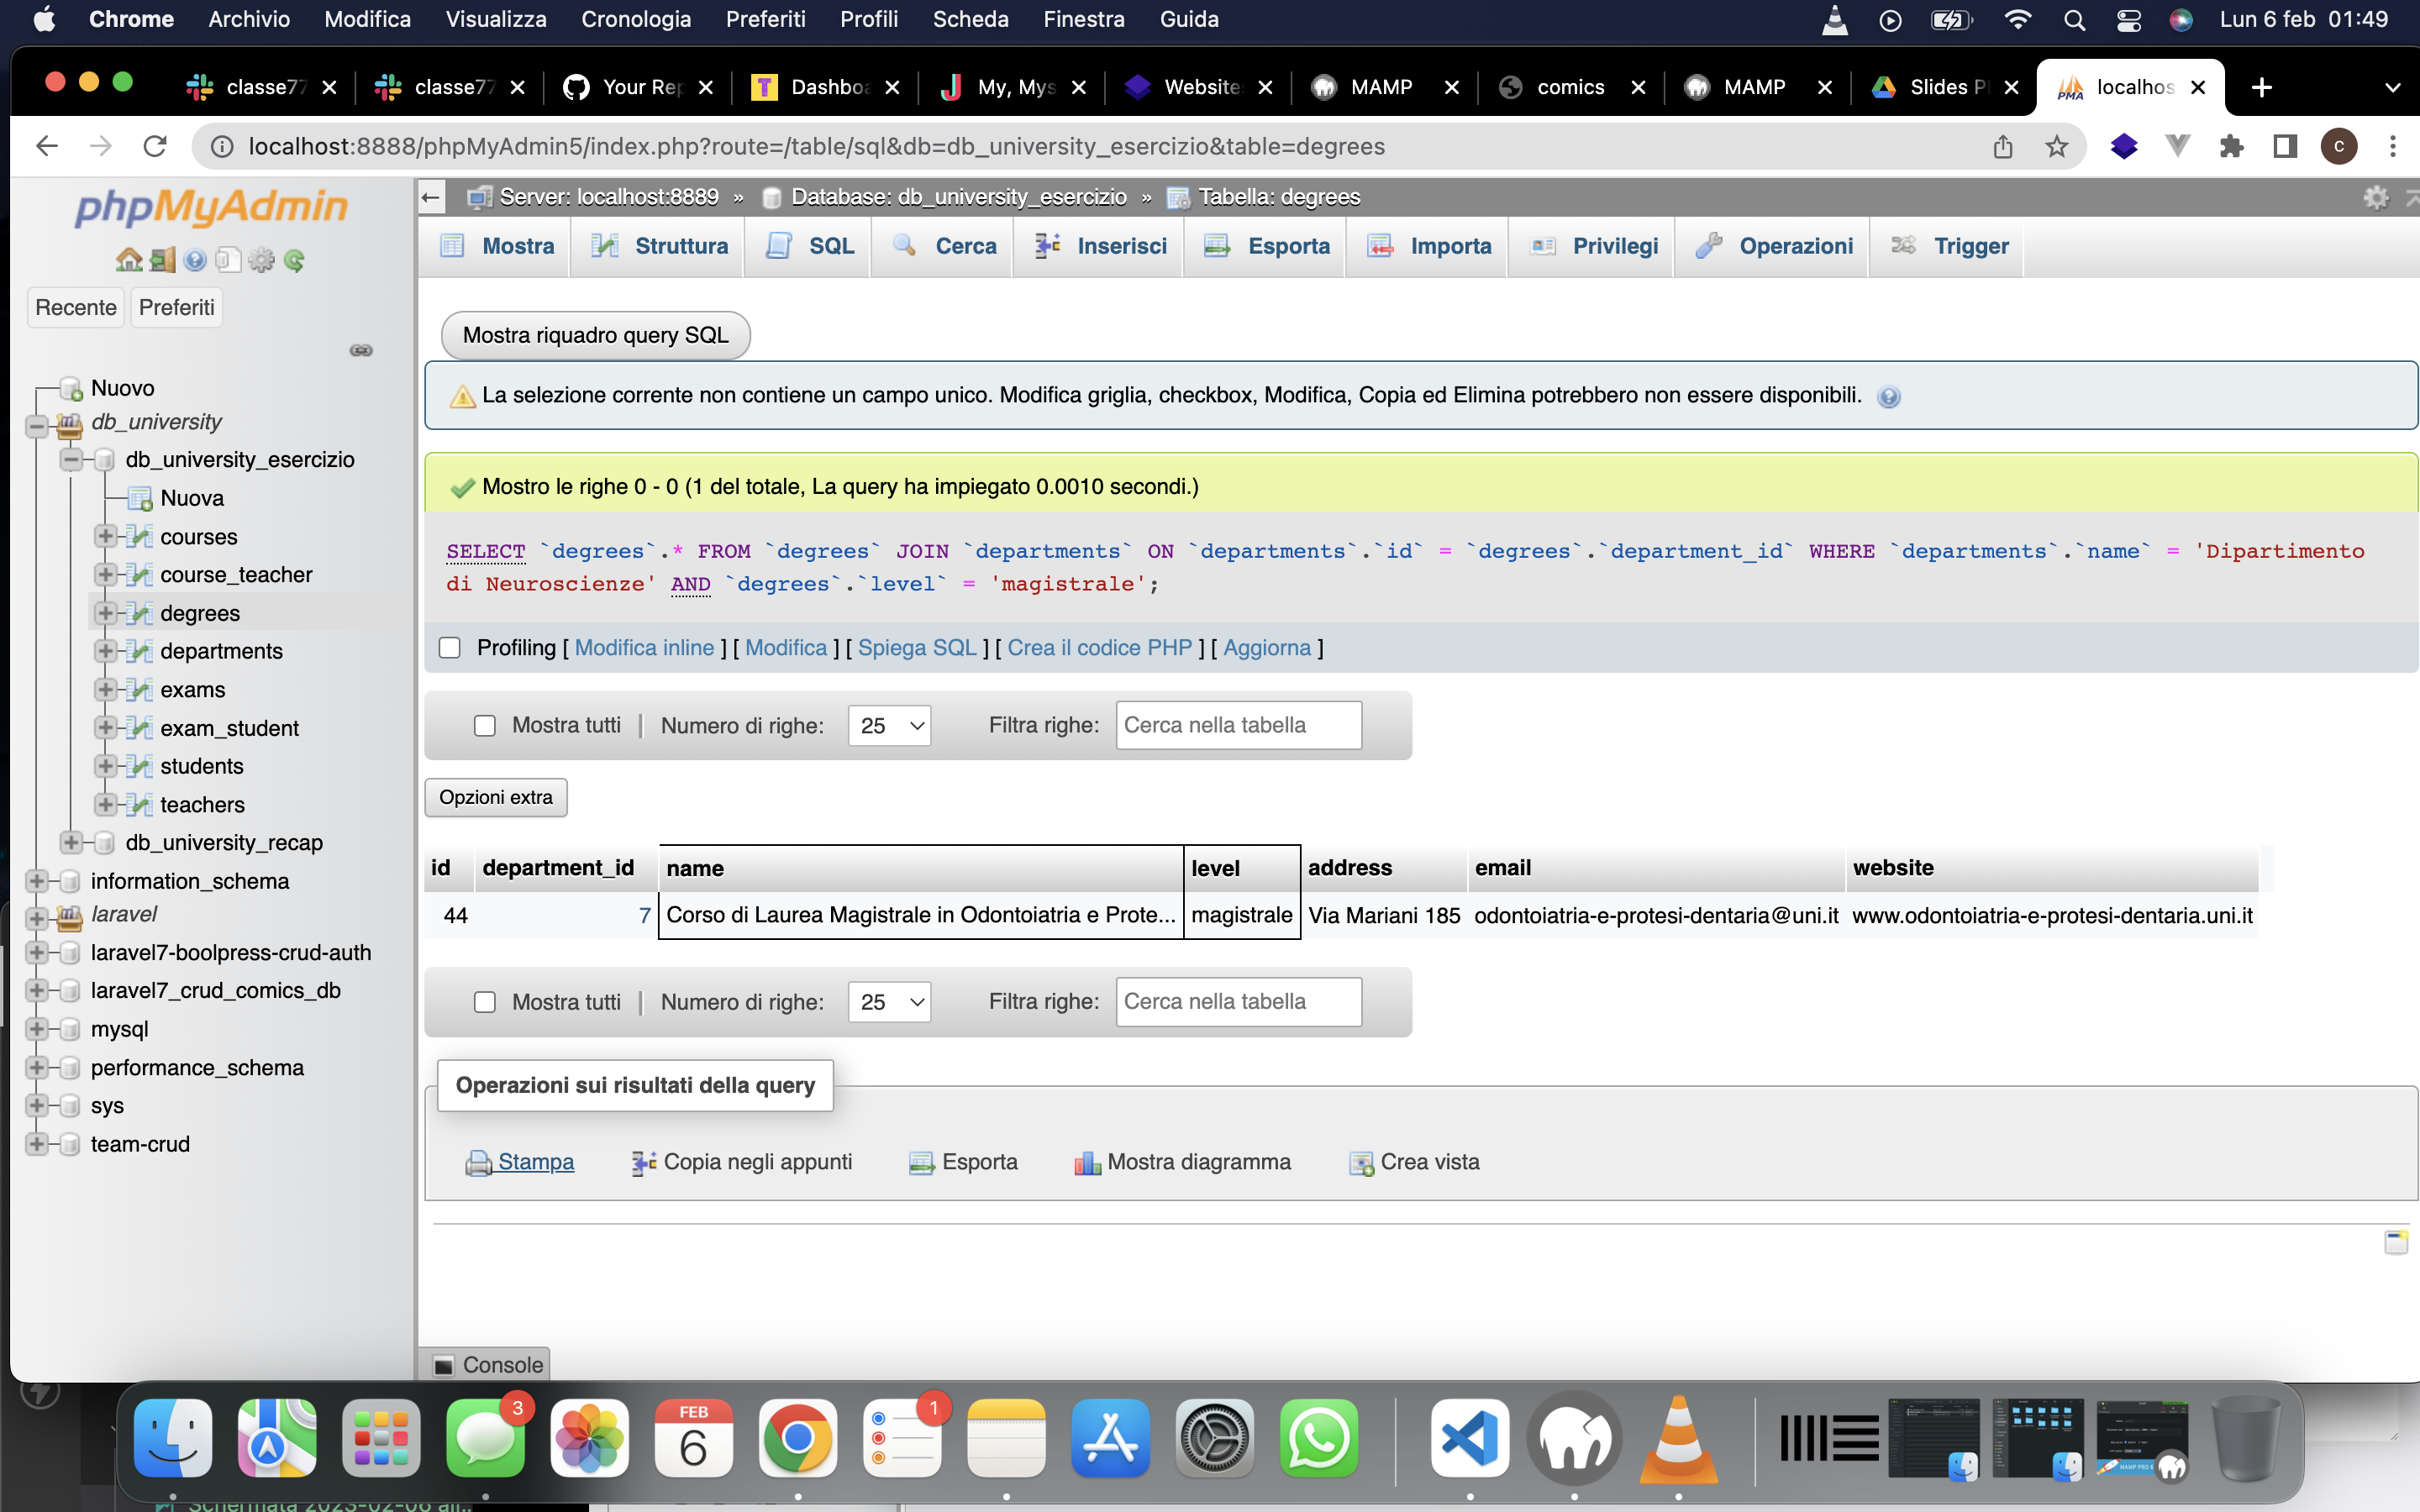 Chrome Archivio Modifica Visualizza Cronologia Preferiti Profili Scheda Finestra Guida Lun 6 feb 01:49
classe77 classe77 Your Rep Dashboa My, Mys Website MAMP comics MAMP Slides P localhos
localhost:8888/phpMyAdmin5/index.php?route=/table/sql&db=db_university_esercizio&table=degrees
phpMyAdmin
Recente Preferiti
Nuovo
db_university
db_university_esercizio
Nuova
courses
course_teacher
degrees
departments
exams
exam_student
students
teachers
db_university_recap
information_schema
laravel
laravel7-boolpress-crud-auth
laravel7_crud_comics_db
mysql
performance_schema
sys
team-crud
Server: localhost:8889 » Database: db_university_esercizio » Tabella: degrees
Mostra Struttura SQL Cerca Inserisci Esporta Importa Privilegi Operazioni Trigger
Mostra riquadro query SQL
La selezione corrente non contiene un campo unico. Modifica griglia, checkbox, Modifica, Copia ed Elimina potrebbero non essere disponibili.
Mostro le righe 0 - 0 (1 del totale, La query ha impiegato 0.0010 secondi.)
SELECT `degrees`.* FROM `degrees` JOIN `departments` ON `departments`.`id` = `degrees`.`department_id` WHERE `departments`.`name` = 'Dipartimento
di Neuroscienze' AND `degrees`.`level` = 'magistrale';
Profiling [ Modifica inline ] [ Modifica ] [ Spiega SQL ] [ Crea il codice PHP ] [ Aggiorna ]
Mostra tutti | Numero di righe: 25 Filtra righe: Cerca nella tabella
Opzioni extra
id department_id name level address email website
44 7 Corso di Laurea Magistrale in Odontoiatria e Prote... magistrale Via Mariani 185 odontoiatria-e-protesi-dentaria@uni.it www.odontoiatria-e-protesi-dentaria.uni.it
Mostra tutti | Numero di righe: 25 Filtra righe: Cerca nella tabella
Operazioni sui risultati della query
Stampa Copia negli appunti Esporta Mostra diagramma Crea vista
Console
3 FEB 6 1
Schermata 2023-02-06 all..